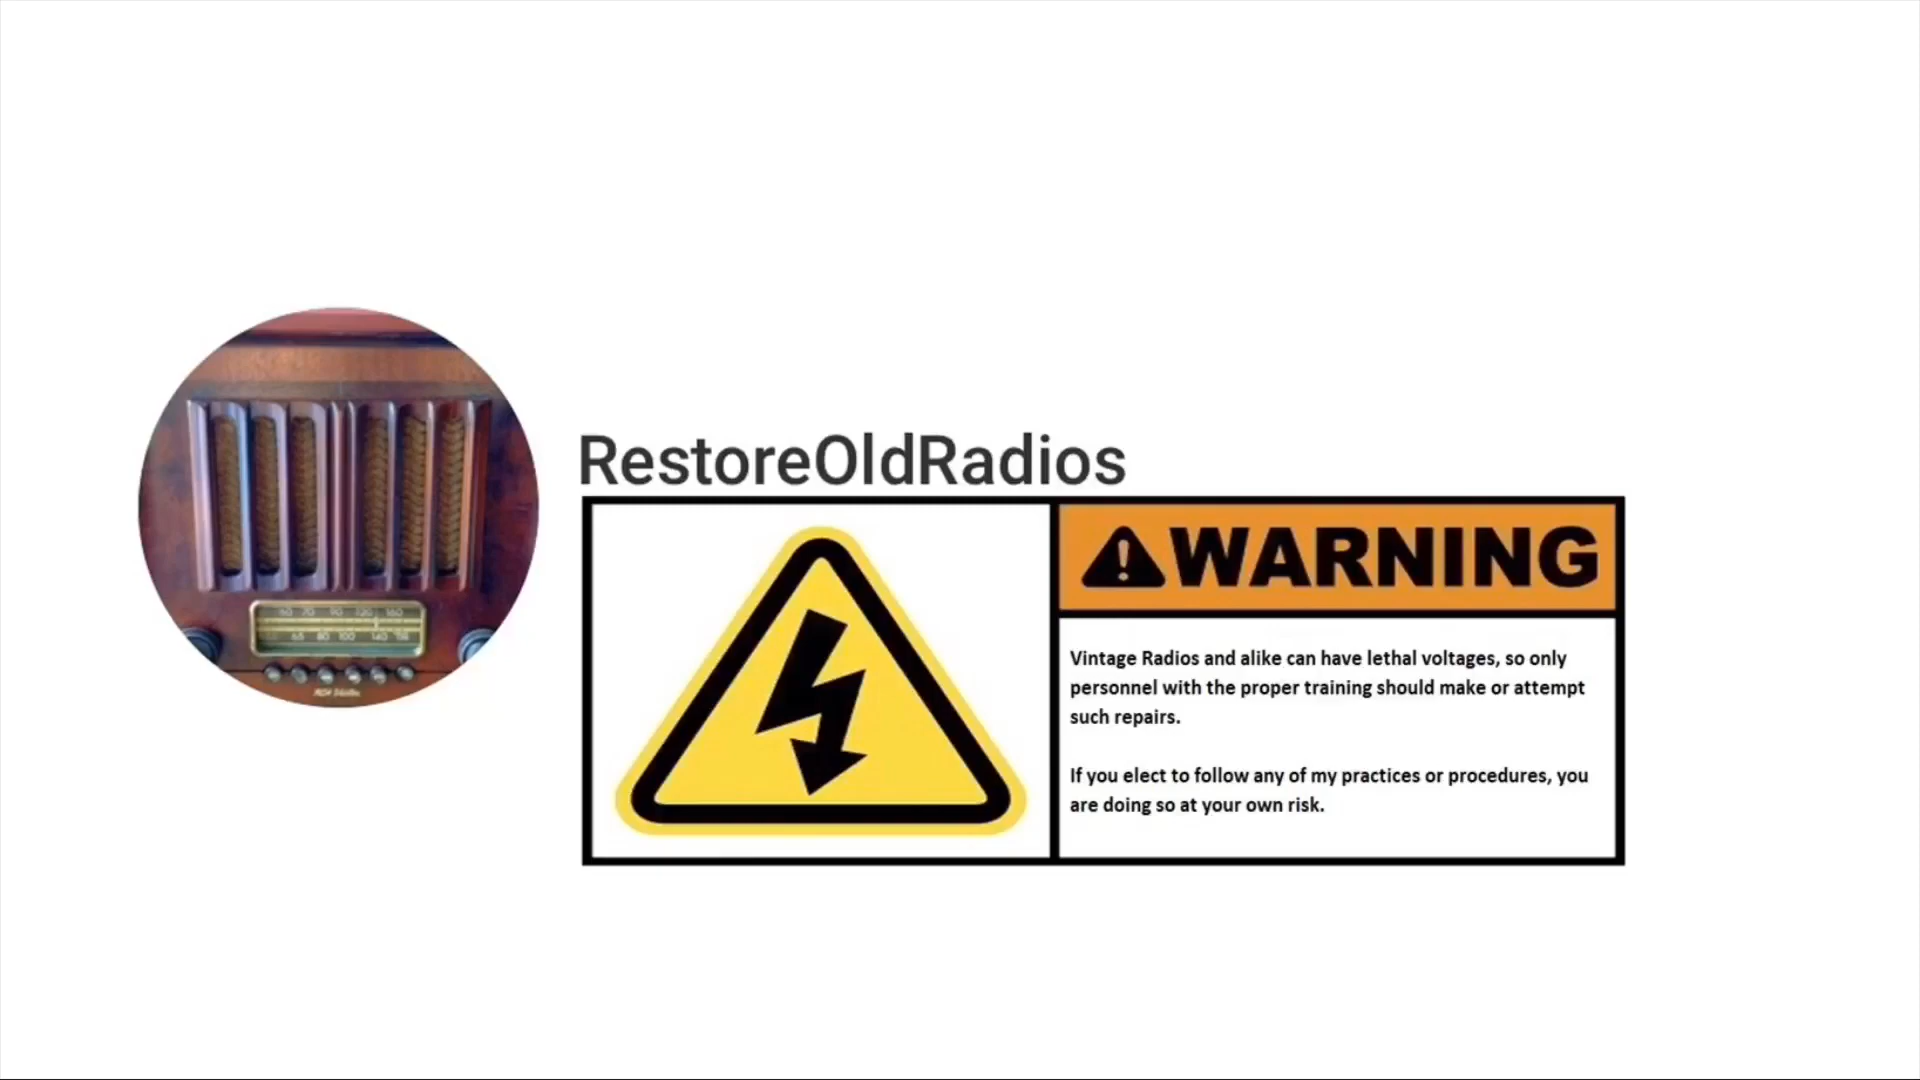 RestoreOldRadios
WARNING
Vintage Radios and alike can have lethal voltages, so only
personnel with the proper training should make or attempt
such repairs.
If you elect to follow any of my practices or procedures, you
are doing so at your own risk.